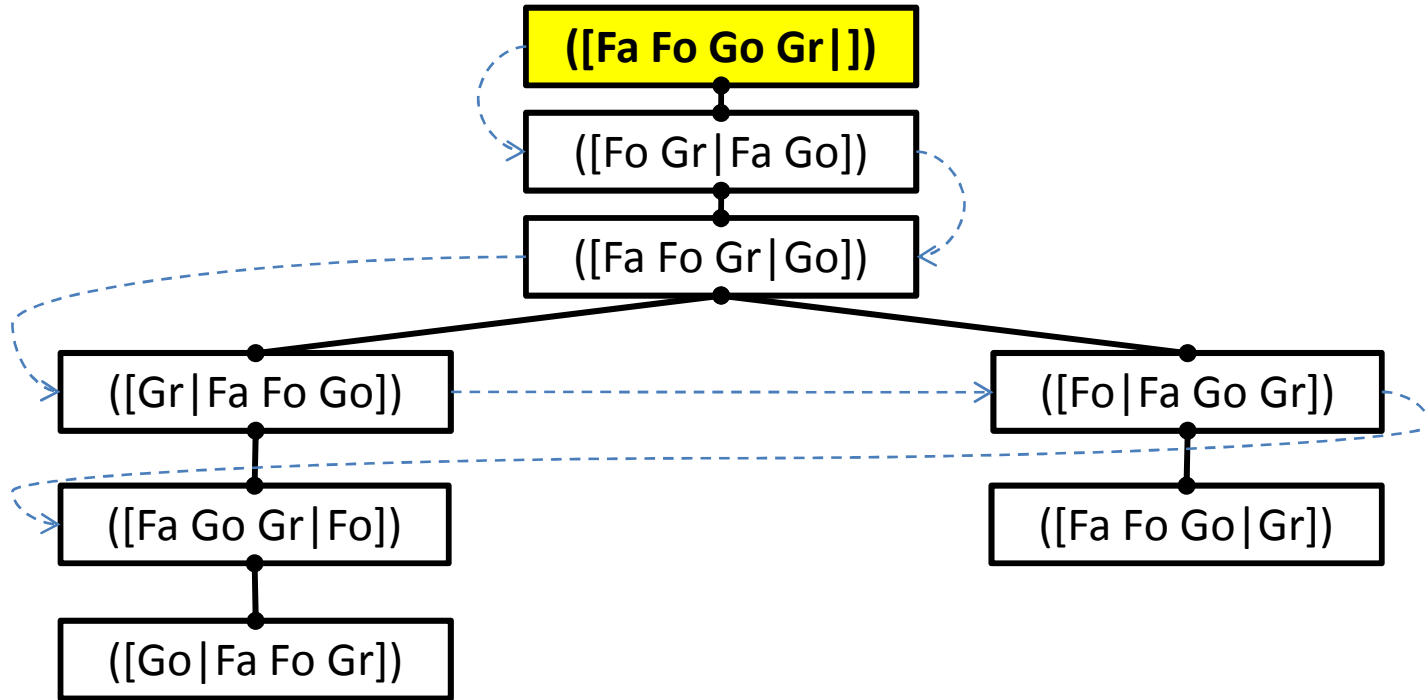 ([Fa Fo Go Gr|])
([Fo Gr|Fa Go])
([Fa Fo Gr|Go])
([Gr|Fa Fo Go])
([Fo|Fa Go Gr])
([Fa Go Gr|Fo])
([Fa Fo Go|Gr])
([Go|Fa Fo Gr])